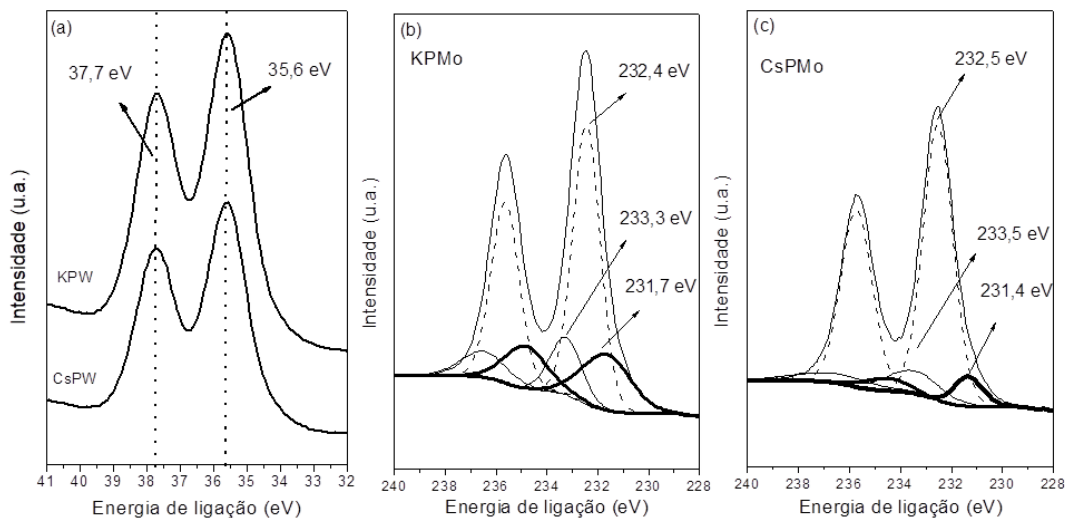 (a)
37,7 eV
35,6 eV
KPW
CsPW
Intensidade (u.a.)
41 40 39 38 37 36 35 34 33 32
Energia de ligação (eV)
(b)
KPMo
232,4 eV
233,3 eV
231,7 eV
Intensidade (u.a.)
240 238 236 234 232 230 228
Energia de ligação (eV)
(c)
CsPMo
232,5 eV
233,5 eV
231,4 eV
Intensidade (u.a.)
240 238 236 234 232 230 228
Energia de ligação (eV)